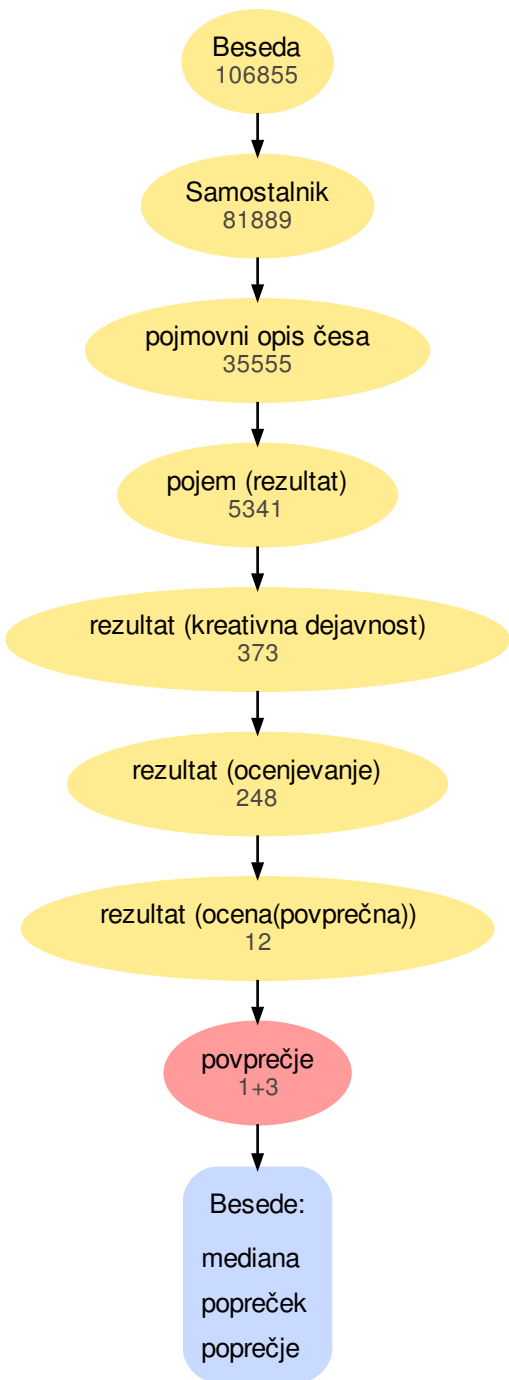 Beseda
106855
Samostalnik
81889
pojmovni opis česa
35555
pojem (rezultat)
5341
rezultat (kreativna dejavnost)
373
rezultat (ocenjevanje)
248
rezultat (ocena(povprečna))
12
povprečje
1+3
Besede:
mediana
popreček
poprečje